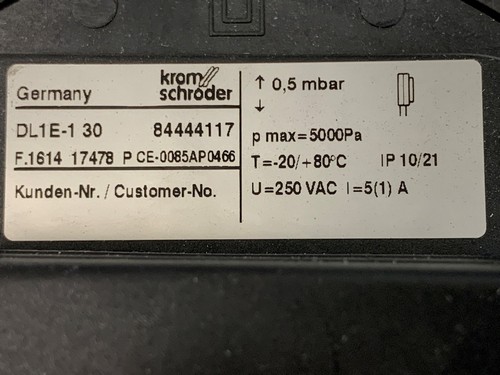 Germany
krom//
schröder
DL1E-1 30 84444117
F.1614 17478 P CE-0085AP0466
Kunden-Nr. / Customer-No.
↑ 0,5 mbar
↓
p max=5000Pa
T=-20/+80°C IP 10/21
U=250 VAC I=5(1) A